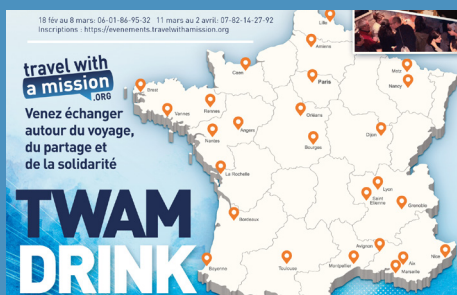 18 fév au 8 mars: 06-01-86-95-32   11 mars au 2 avril: 07-82-14-27-92
Inscriptions : https://evenements.travelwithamission.org
travel with
a mission
.ORG
Venez échanger
autour du voyage,
du partage et
de la solidarité
TWAM
DRINK
Lille
Amiens
Caen
Paris
Metz
Nancy
Brest
Rennes
Vannes
Angers
Nantes
Orléans
Bourges
Dijon
La Rochelle
Lyon
Saint
Etienne
Grenoble
Bordeaux
Avignon
Nice
Bayonne
Toulouse
Montpellier
Aix
Marseille